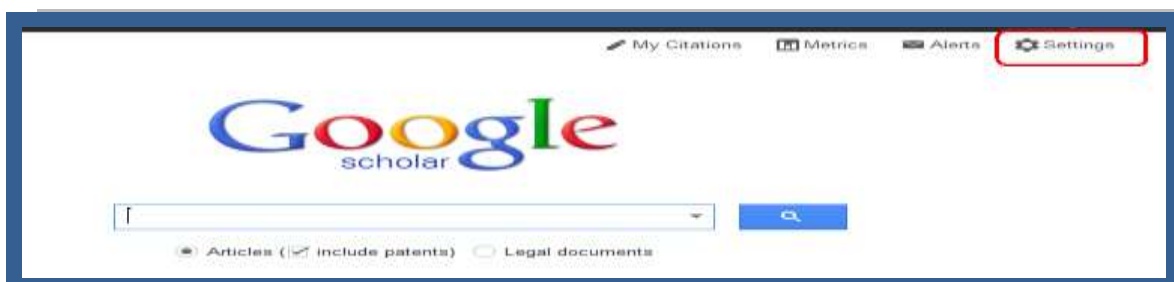 My Citations Metrics Alerts Settings
Google
scholar
Articles (include patents) Legal documents